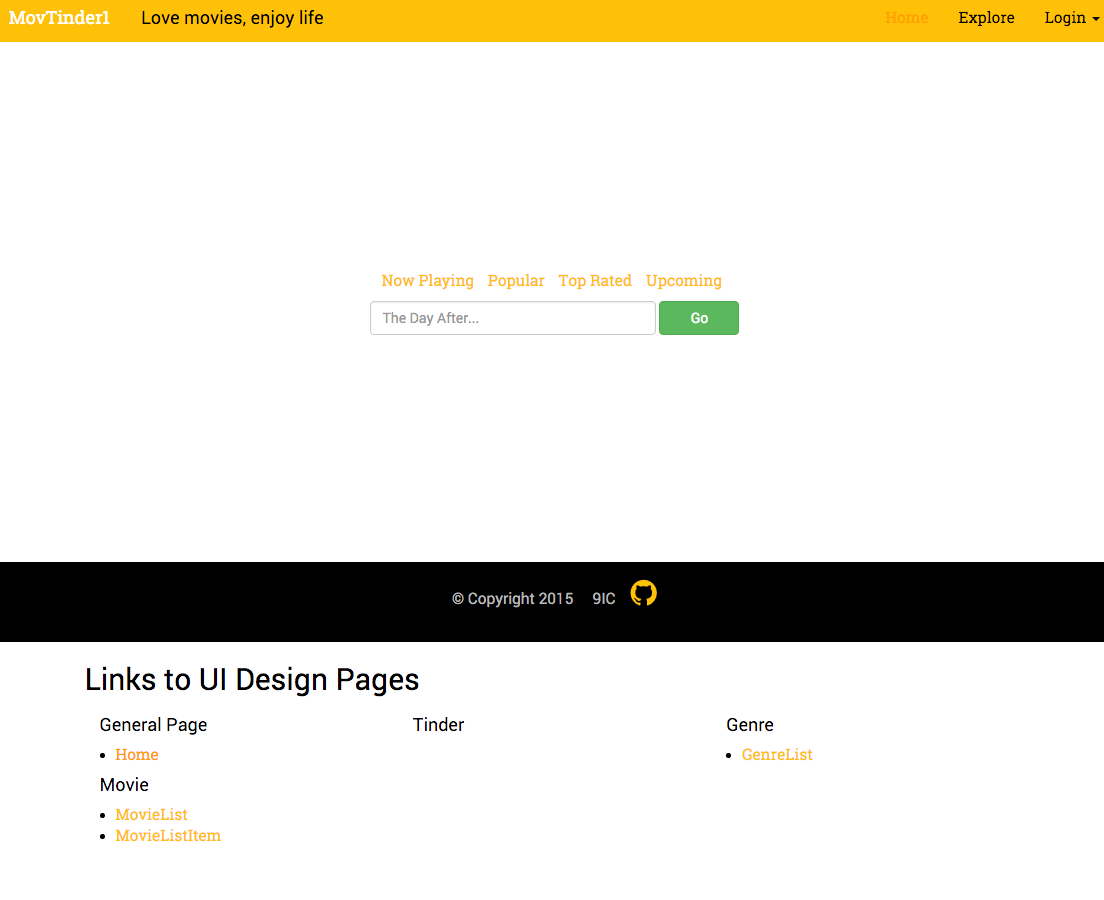 MovTinder1 Love movies, enjoy life Home Explore Login
Now Playing Popular Top Rated Upcoming
The Day After... Go
© Copyright 2015 9IC
Links to UI Design Pages
General Page Tinder Genre
• Home • GenreList
Movie
• MovieList
• MovieListItem